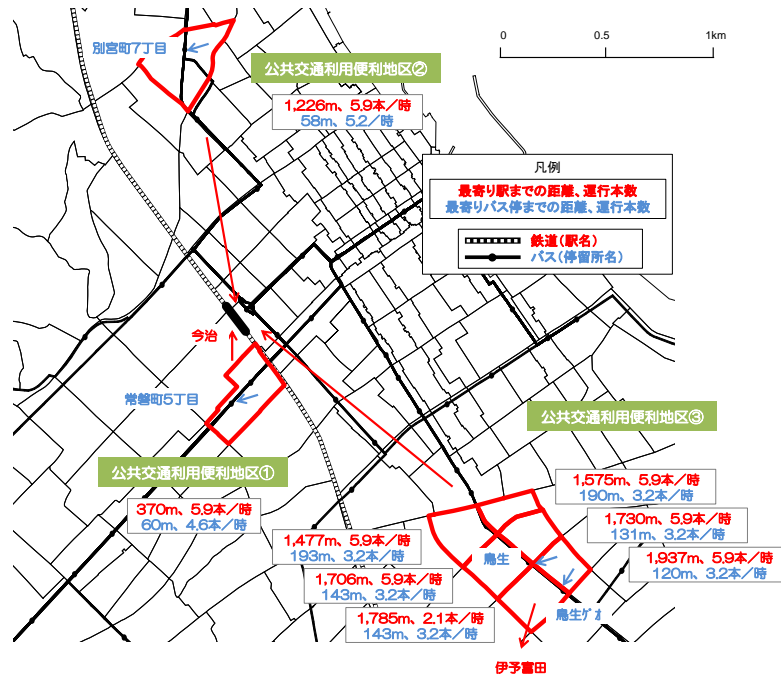 0
0.5
1km
別宮町7丁目
公共交通利用便利地区②
1,226m、5.9本／時
58m、5.2／時
凡例
最寄り駅までの距離、運行本数
最寄りバス停までの距離、運行本数
鉄道（駅名）
バス（停留所名）
今治
常磐町5丁目
公共交通利用便利地区①
370m、5.9本／時
60m、4.6本／時
公共交通利用便利地区③
1,575m、5.9本／時
190m、3.2本／時
1,730m、5.9本／時
131m、3.2本／時
1,937m、5.9本／時
120m、3.2本／時
1,477m、5.9本／時
193m、3.2本／時
1,706m、5.9本／時
143m、3.2本／時
1,785m、2.1本／時
143m、3.2本／時
鳥生
伊予富田